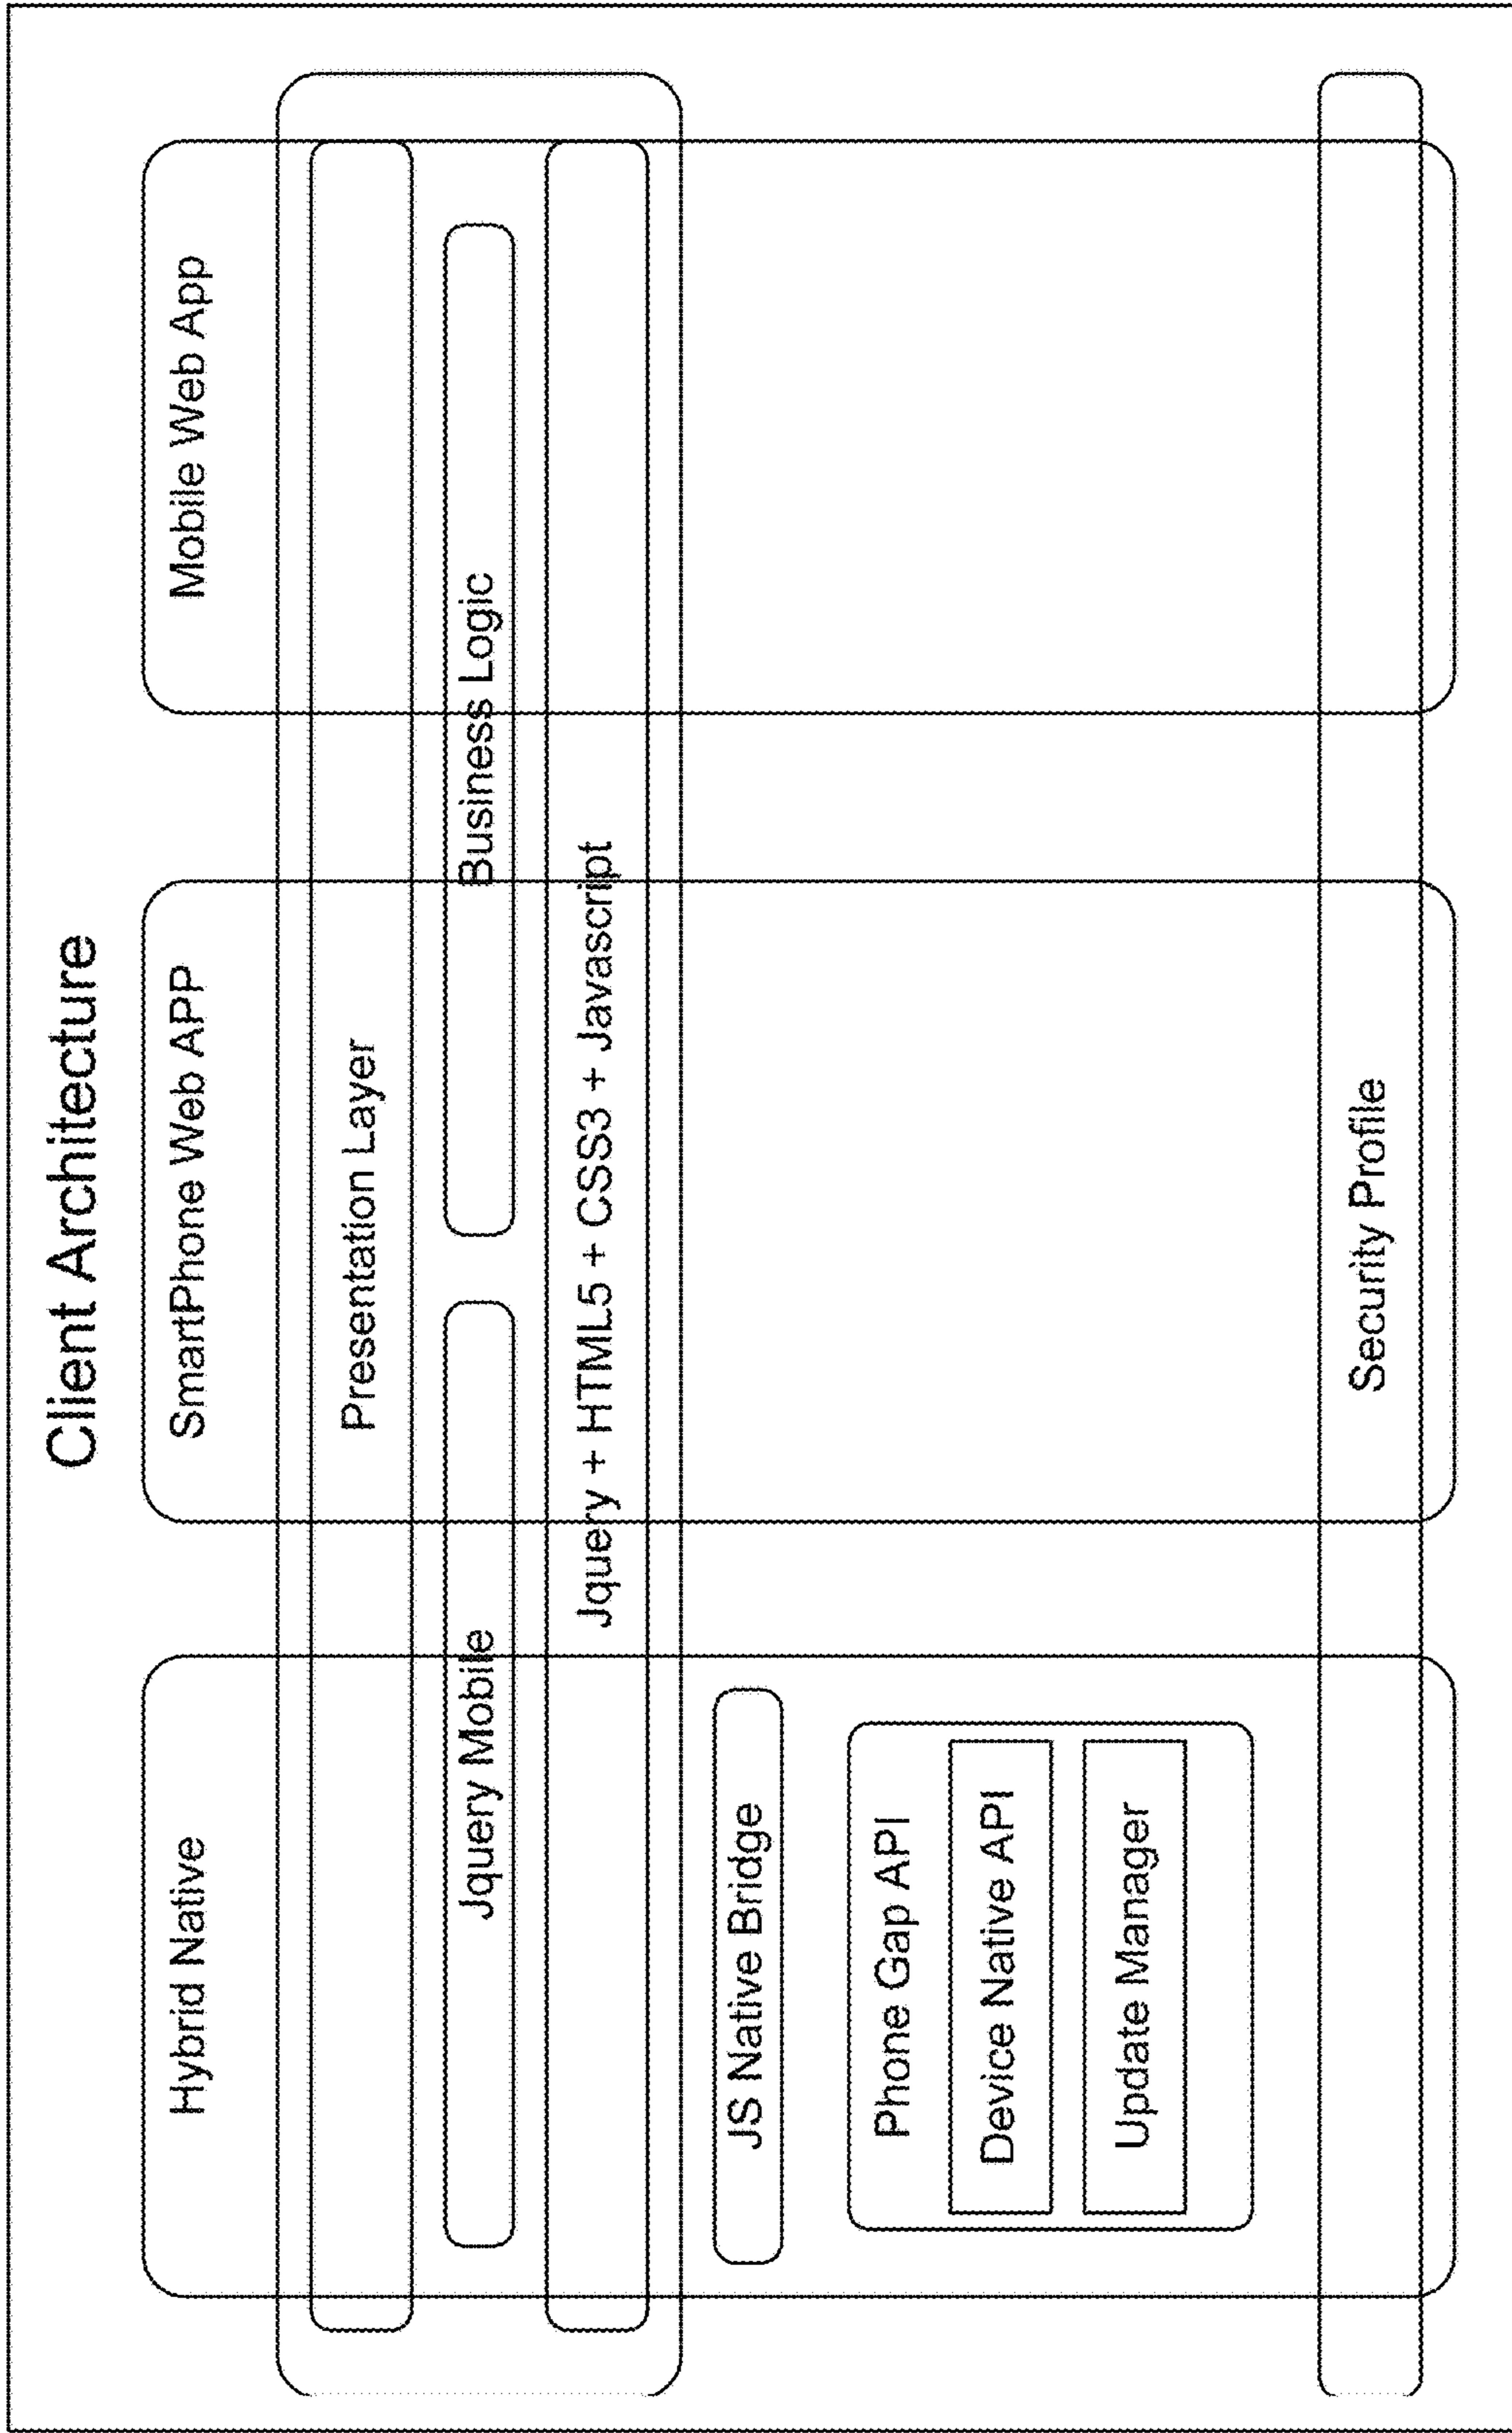 Client Architecture
Hybrid Native
SmartPhone Web APP
Mobile Web App
Presentation Layer
Jquery Mobile
Business Logic
Jquery + HTML5 + CSS3 + Javascript
JS Native Bridge
Phone Gap API
Device Native API
Update Manager
Security Profile